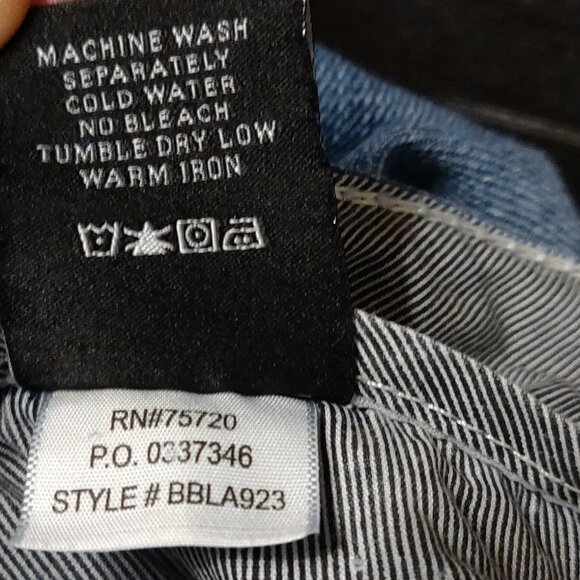 MACHINE WASH
SEPARATELY
COLD WATER
NO BLEACH
TUMBLE DRY LOW
WARM IRON
RN#75720
P.O. 0337346
STYLE # BBLA923